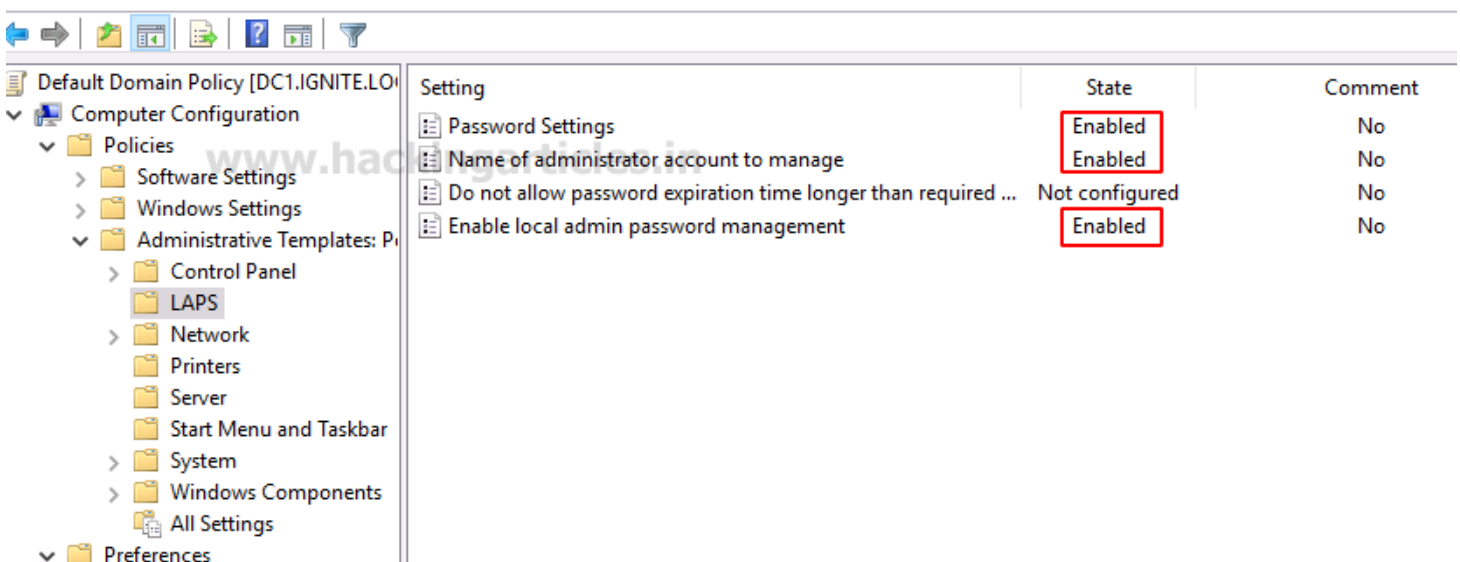 Default Domain Policy [DC1.IGNITE.LO
Computer Configuration
Policies
Software Settings
Windows Settings
Administrative Templates: P
Control Panel
LAPS
Network
Printers
Server
Start Menu and Taskbar
System
Windows Components
All Settings
Preferences
Setting State Comment
Password Settings Enabled No
Name of administrator account to manage Enabled No
Do not allow password expiration time longer than required ... Not configured No
Enable local admin password management Enabled No
www.hackingarticles.in